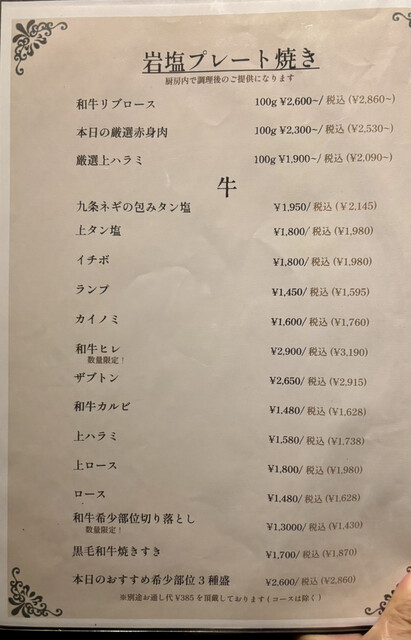 岩塩プレート焼き
厨房内で調理後のご提供になります
和牛リブロース 100g ¥2,600~/ 税込 (¥2,860~)
本日の厳選赤身肉 100g ¥2,300~/ 税込 (¥2,530~)
厳選上ハラミ 100g ¥1,900~/ 税込 (¥2,090~)
牛
九条ネギの包みタン塩 ¥1,950/ 税込 (¥2,145)
上タン塩 ¥1,800/ 税込 (¥1,980)
イチボ ¥1,800/ 税込 (¥1,980)
ランプ ¥1,450/ 税込 (¥1,595)
カイノミ ¥1,600/ 税込 (¥1,760)
和牛ヒレ ¥2,900/ 税込 (¥3,190)
数量限定！
ザブトン ¥2,650/ 税込 (¥2,915)
和牛カルビ ¥1,480/ 税込 (¥1,628)
上ハラミ ¥1,580/ 税込 (¥1,738)
上ロース ¥1,800/ 税込 (¥1,980)
ロース ¥1,480/ 税込 (¥1,628)
和牛希少部位切り落とし ¥1,3000/ 税込 (¥1,430)
数量限定！
黒毛和牛焼きすき ¥1,700/ 税込 (¥1,870)
本日のおすすめ希少部位３種盛 ¥2,600/ 税込 (¥2,860)
※別途お通し代 ¥385 を頂戴しております ( コースは除く )